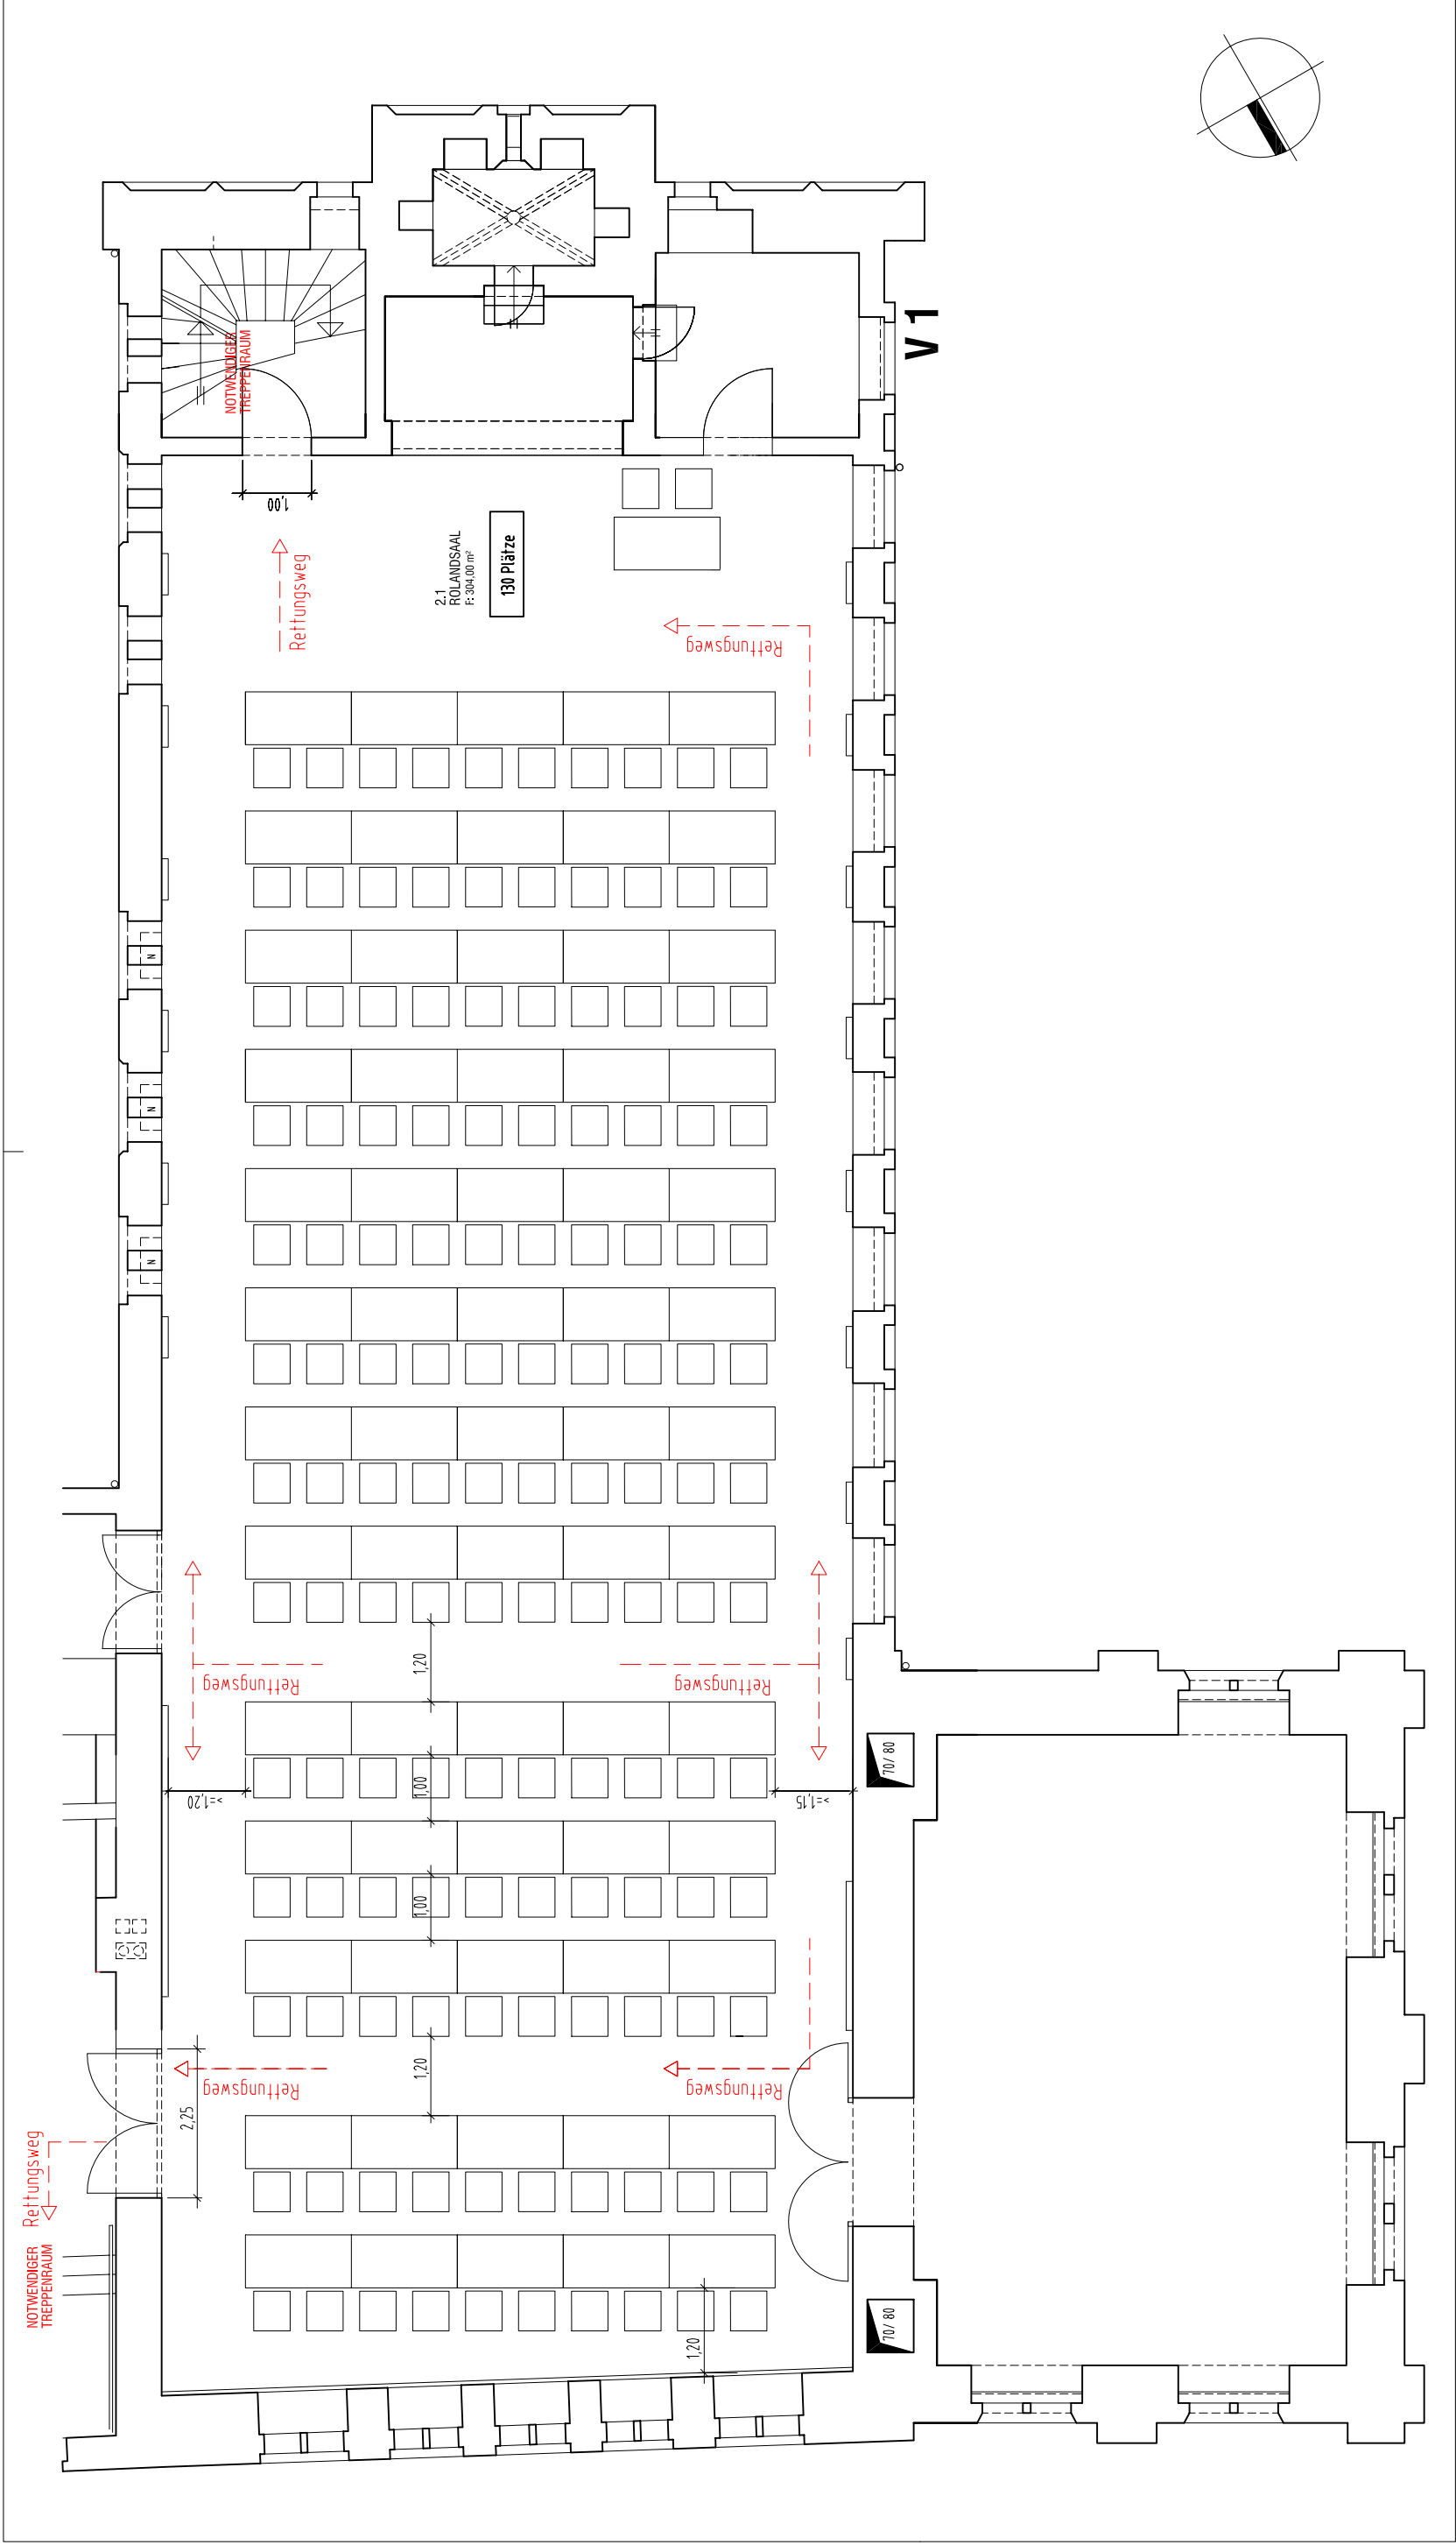 NOTWENDIGER
TREPPENRAUM
1,00
Rettungsweg
2.1
ROLANDSAAL
F: 304,00 m²
130 Plätze
V 1
Rettungsweg
N
N
N
Rettungsweg
1,20
Rettungsweg
70/ 80
>=1,20
1,00
>=1,15
1,00
Rettungsweg
1,20
Rettungsweg
2,25
Rettungsweg
NOTWENDIGER
TREPPENRAUM
70/ 80
1,20